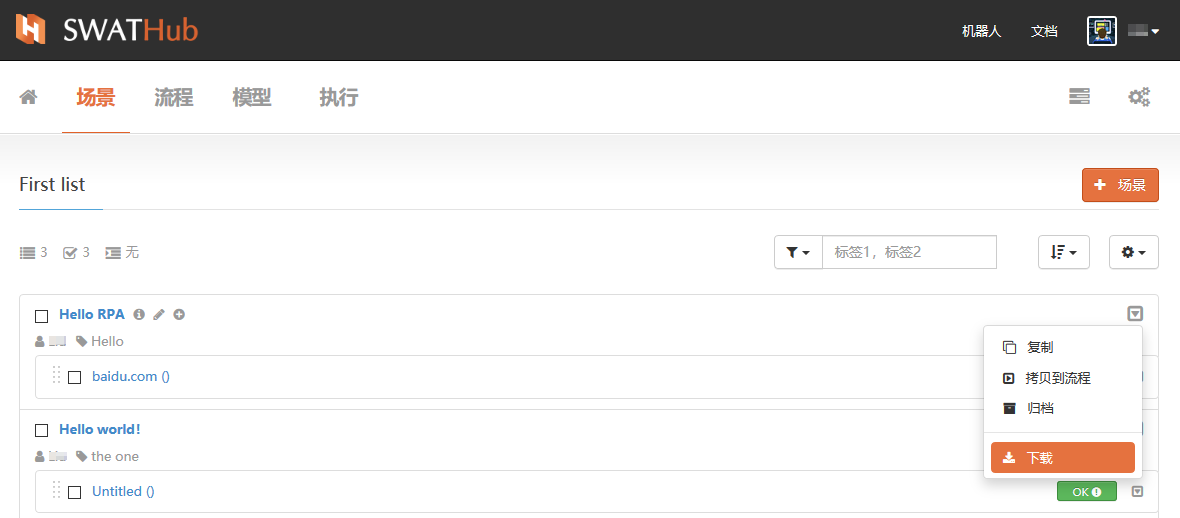 SWATHub 机器人 文档
场景 流程 模型 执行
First list
场景
3 3 无
标签1，标签2
Hello RPA
Hello
复制
baidu.com ()
拷贝到流程
归档
Hello world!
the one
下载
Untitled ()
OK